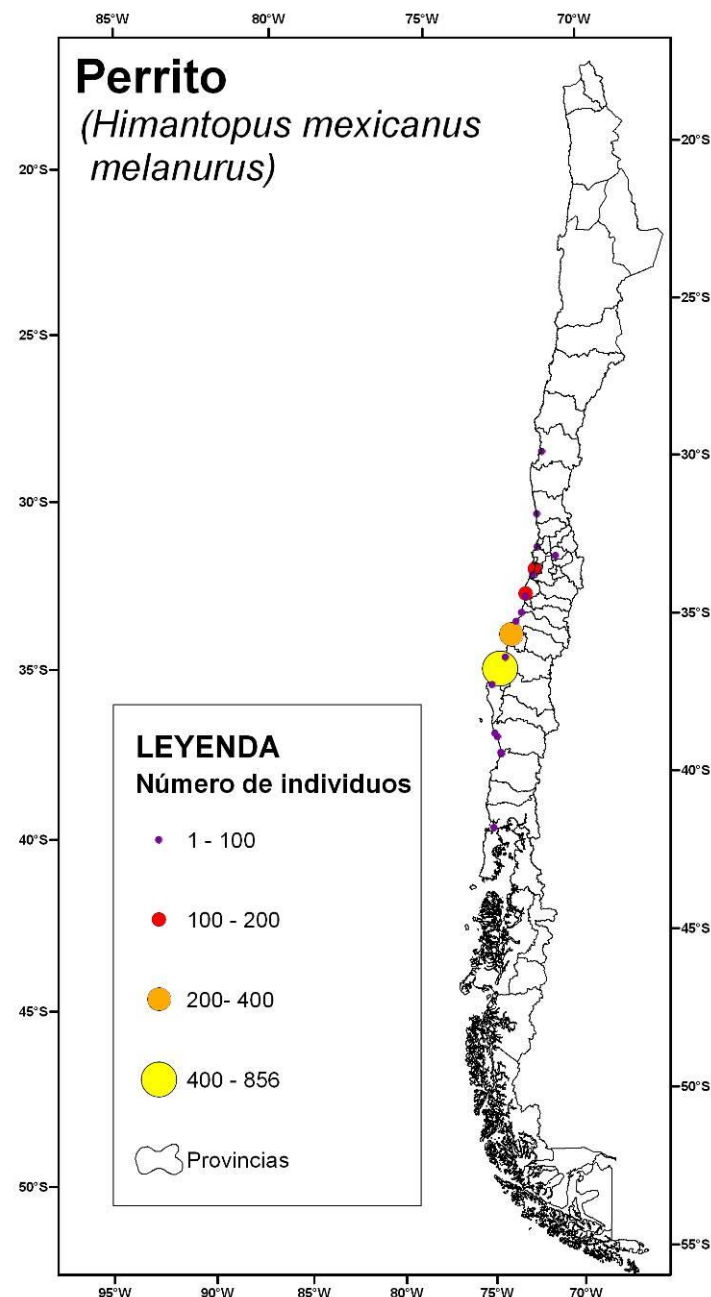 85°W 80°W 75°W 70°W
Perrito
(Himantopus mexicanus
melanurus)
20°S
25°S
30°S
35°S
40°S
45°S
50°S
20°S
25°S
30°S
35°S
40°S
45°S
50°S
55°S
LEYENDA
Número de individuos
1 - 100
100 - 200
200- 400
400 - 856
Provincias
95°W 90°W 85°W 80°W 75°W 70°W